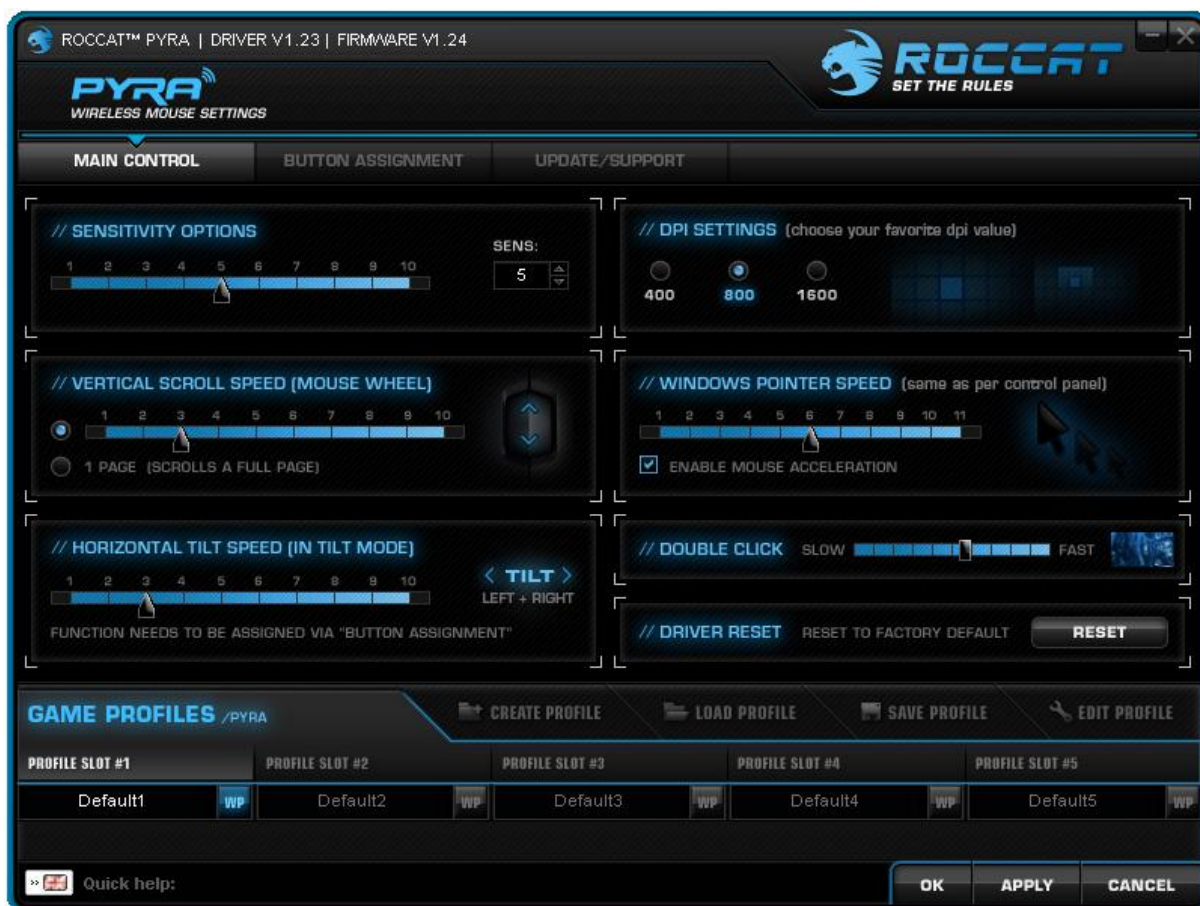 ROCCAT™ PYRA | DRIVER V1.23 | FIRMWARE V1.24
ROCCAT
SET THE RULES
PYRA
WIRELESS MOUSE SETTINGS
MAIN CONTROL BUTTON ASSIGNMENT UPDATE/SUPPORT
// SENSITIVITY OPTIONS
SENS:
1 2 3 4 5 6 7 8 9 10
5
// DPI SETTINGS (choose your favorite dpi value)
400 800 1600
// VERTICAL SCROLL SPEED (MOUSE WHEEL)
1 2 3 4 5 6 7 8 9 10
1 PAGE (SCROLLS A FULL PAGE)
// WINDOWS POINTER SPEED (same as per control panel)
1 2 3 4 5 6 7 8 9 10 11
ENABLE MOUSE ACCELERATION
// HORIZONTAL TILT SPEED (IN TILT MODE)
1 2 3 4 5 6 7 8 9 10
< TILT >
LEFT + RIGHT
FUNCTION NEEDS TO BE ASSIGNED VIA "BUTTON ASSIGNMENT"
// DOUBLE CLICK SLOW FAST
// DRIVER RESET RESET TO FACTORY DEFAULT RESET
GAME PROFILES /PYRA CREATE PROFILE LOAD PROFILE SAVE PROFILE EDIT PROFILE
PROFILE SLOT #1 PROFILE SLOT #2 PROFILE SLOT #3 PROFILE SLOT #4 PROFILE SLOT #5
Default1 WP Default2 WP Default3 WP Default4 WP Default5 WP
» Quick help: OK APPLY CANCEL